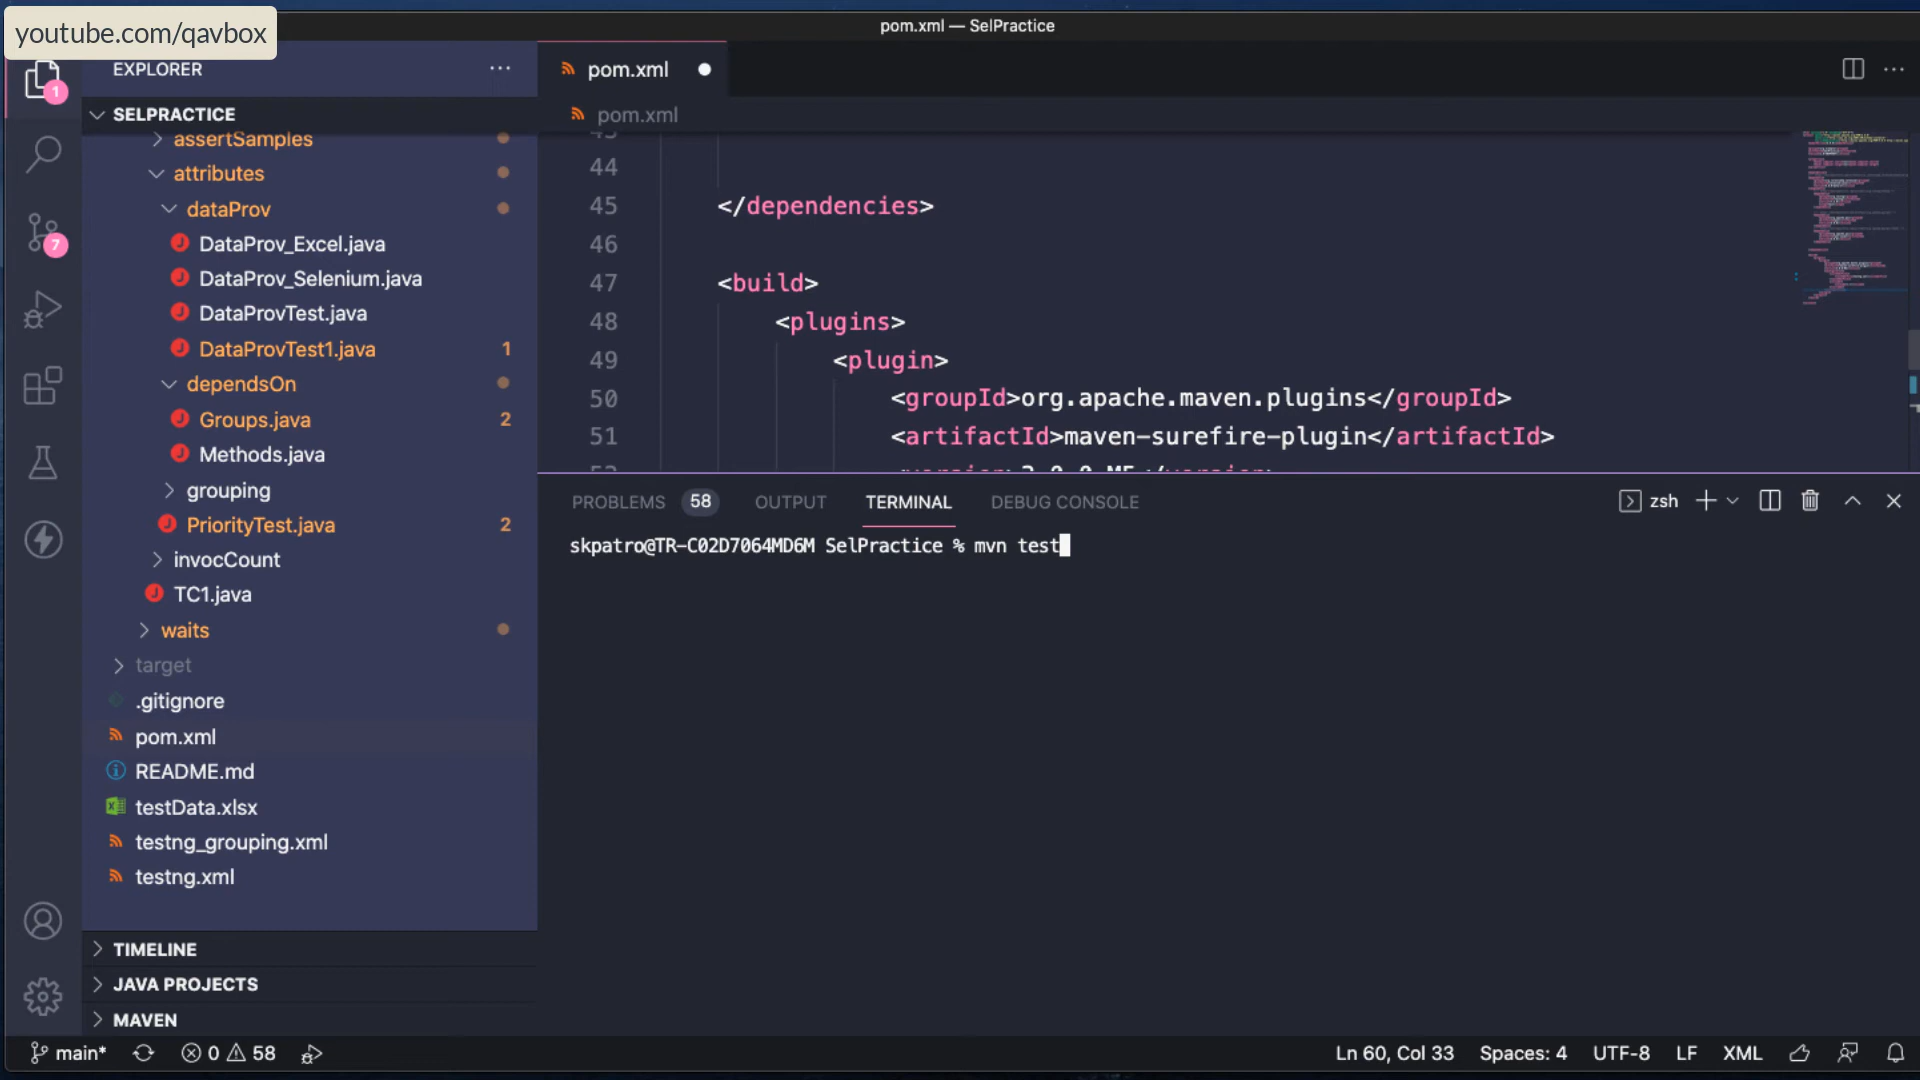 youtube.com/qavbox
pom.xml — SelPractice
EXPLORER
pom.xml
1
SELPRACTICE
pom.xml
assertSamples
attributes
dataProv
DataProv_Excel.java
DataProv_Selenium.java
7
DataProvTest.java
DataProvTest1.java 1
dependsOn
Groups.java 2
Methods.java
grouping
PriorityTest.java 2
invocCount
TC1.java
waits
target
.gitignore
pom.xml
README.md
testData.xlsx
testng_grouping.xml
testng.xml
TIMELINE
JAVA PROJECTS
MAVEN
44
45 </dependencies>
46
47 <build>
48 <plugins>
49 <plugin>
50 <groupId>org.apache.maven.plugins</groupId>
51 <artifactId>maven-surefire-plugin</artifactId>
PROBLEMS 58 OUTPUT TERMINAL DEBUG CONSOLE
zsh
skpatro@TR-C02D7064MD6M SelPractice % mvn test
main* 0 58
Ln 60, Col 33 Spaces: 4 UTF-8 LF XML